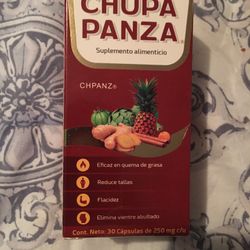 CHUPA
PANZA
Suplemento alimenticio
CHPANZ®
Eficaz en quema de grasa
Reduce tallas
Flacidez
Elimina vientre abultado
Cont. Neto: 30 Cápsulas de 250 mg c/u